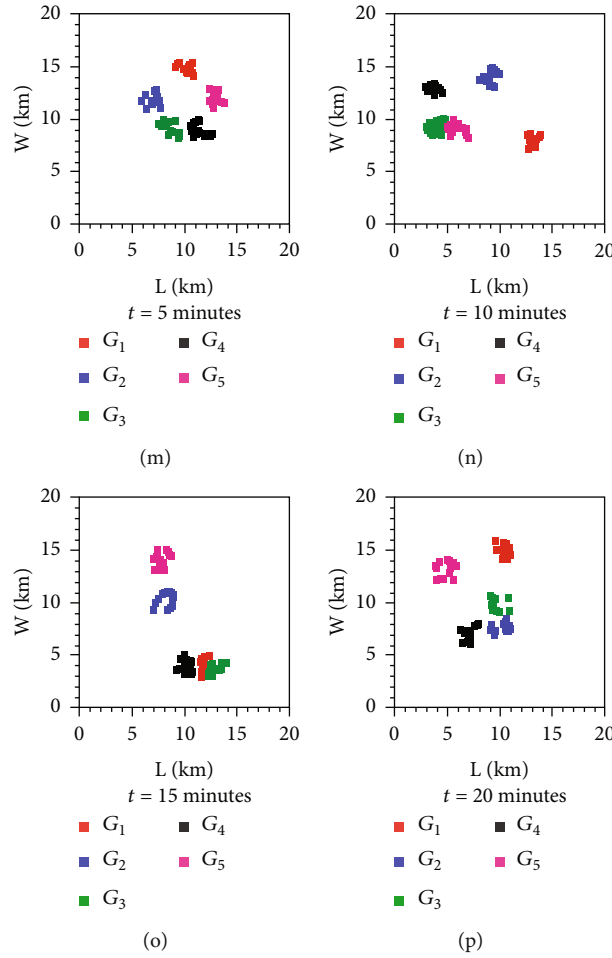 20
15
10
5
0
W (km)
0 5 10 15 20
L (km)
t = 5 minutes
G1 G4
G2 G5
G3
(m)
20
15
10
5
0
W (km)
0 5 10 15 20
L (km)
t = 10 minutes
G1 G4
G2 G5
G3
(n)
20
15
10
5
0
W (km)
0 5 10 15 20
L (km)
t = 15 minutes
G1 G4
G2 G5
G3
(o)
20
15
10
5
0
W (km)
0 5 10 15 20
L (km)
t = 20 minutes
G1 G4
G2 G5
G3
(p)